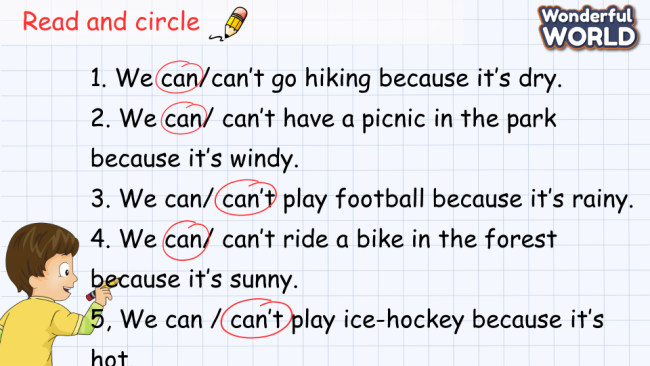 Read and circle
Wonderful
WORLD
1. We can/can't go hiking because it's dry.
2. We can/ can't have a picnic in the park
because it's windy.
3. We can/ can't play football because it's rainy.
4. We can/ can't ride a bike in the forest
because it's sunny.
5, We can / can't play ice-hockey because it's
hot